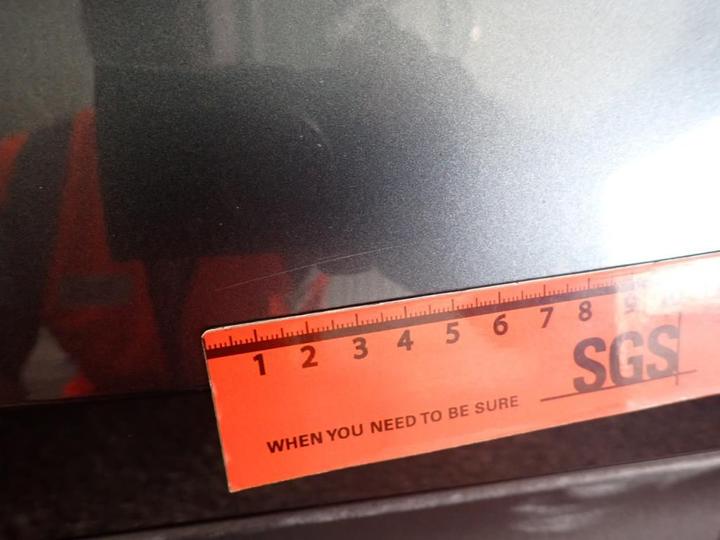 1 2 3 4 5 6 7 8 9
SGS
WHEN YOU NEED TO BE SURE